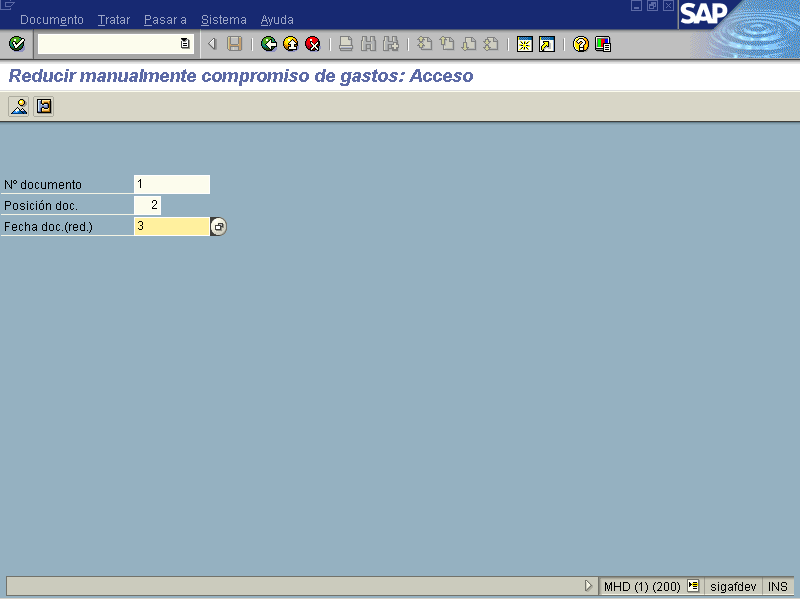 Documento Tratar Pasar a Sistema Ayuda
SAP
Reducir manualmente compromiso de gastos: Acceso
Nº documento 1
Posición doc. 2
Fecha doc.(red.) 3
MHD (1) (200) sigafdev INS